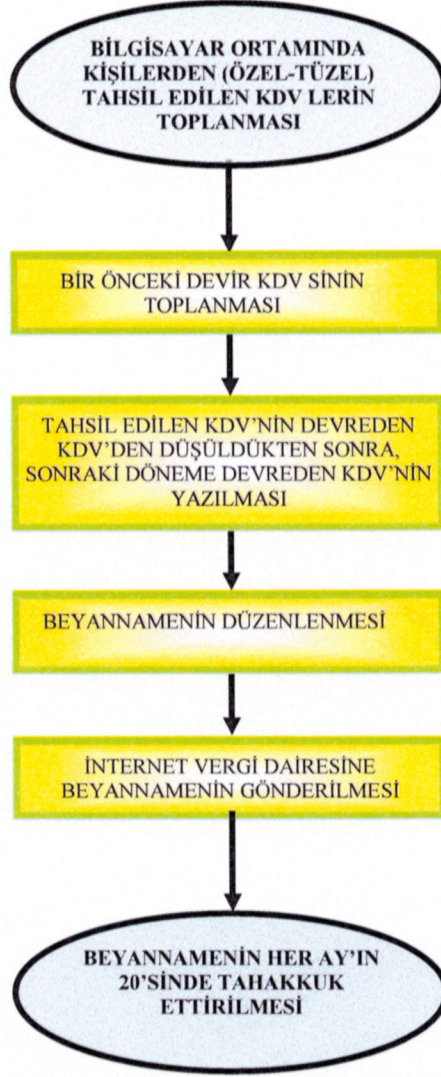 BİLGİSAYAR ORTAMINDA
KİŞİLERDEN (ÖZEL-TÜZEL)
TAHSİL EDİLEN KDV LERİN
TOPLANMASI
BİR ÖNCEKİ DEVİR KDV SİNİN
TOPLANMASI
TAHSİL EDİLEN KDV'NİN DEVREDEN
KDV'DEN DÜŞÜLDÜKTEN SONRA,
SONRAKİ DÖNEME DEVREDEN KDV'NİN
YAZILMASI
BEYANNAMENİN DÜZENLENMESİ
İNTERNET VERGİ DAİRESİNE
BEYANNAMENİN GÖNDERİLMESİ
BEYANNAMENİN HER AY'IN
20'SİNDE TAHAKKUK
ETTİRİLMESİ